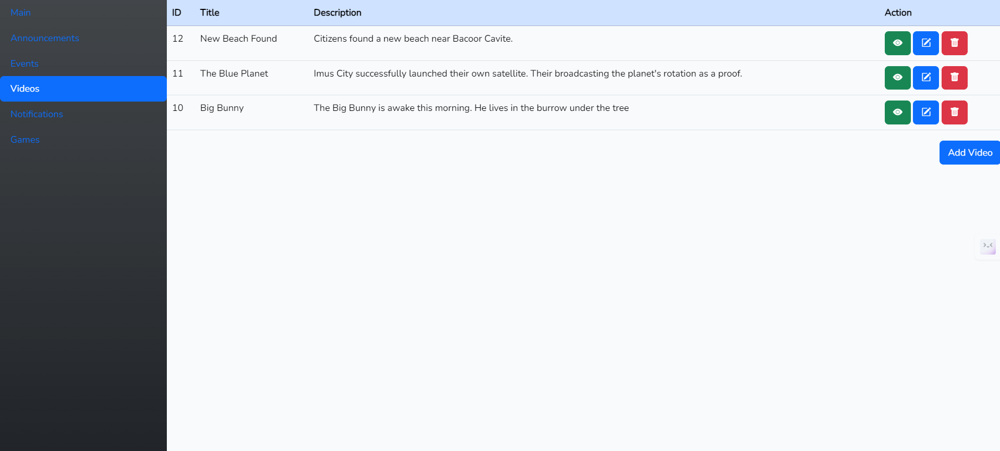 Main
Announcements
Events
Videos
Notifications
Games
ID Title Description Action
12 New Beach Found Citizens found a new beach near Bacoor Cavite.
11 The Blue Planet Imus City successfully launched their own satellite. Their broadcasting the planet's rotation as a proof.
10 Big Bunny The Big Bunny is awake this morning. He lives in the burrow under the tree
Add Video